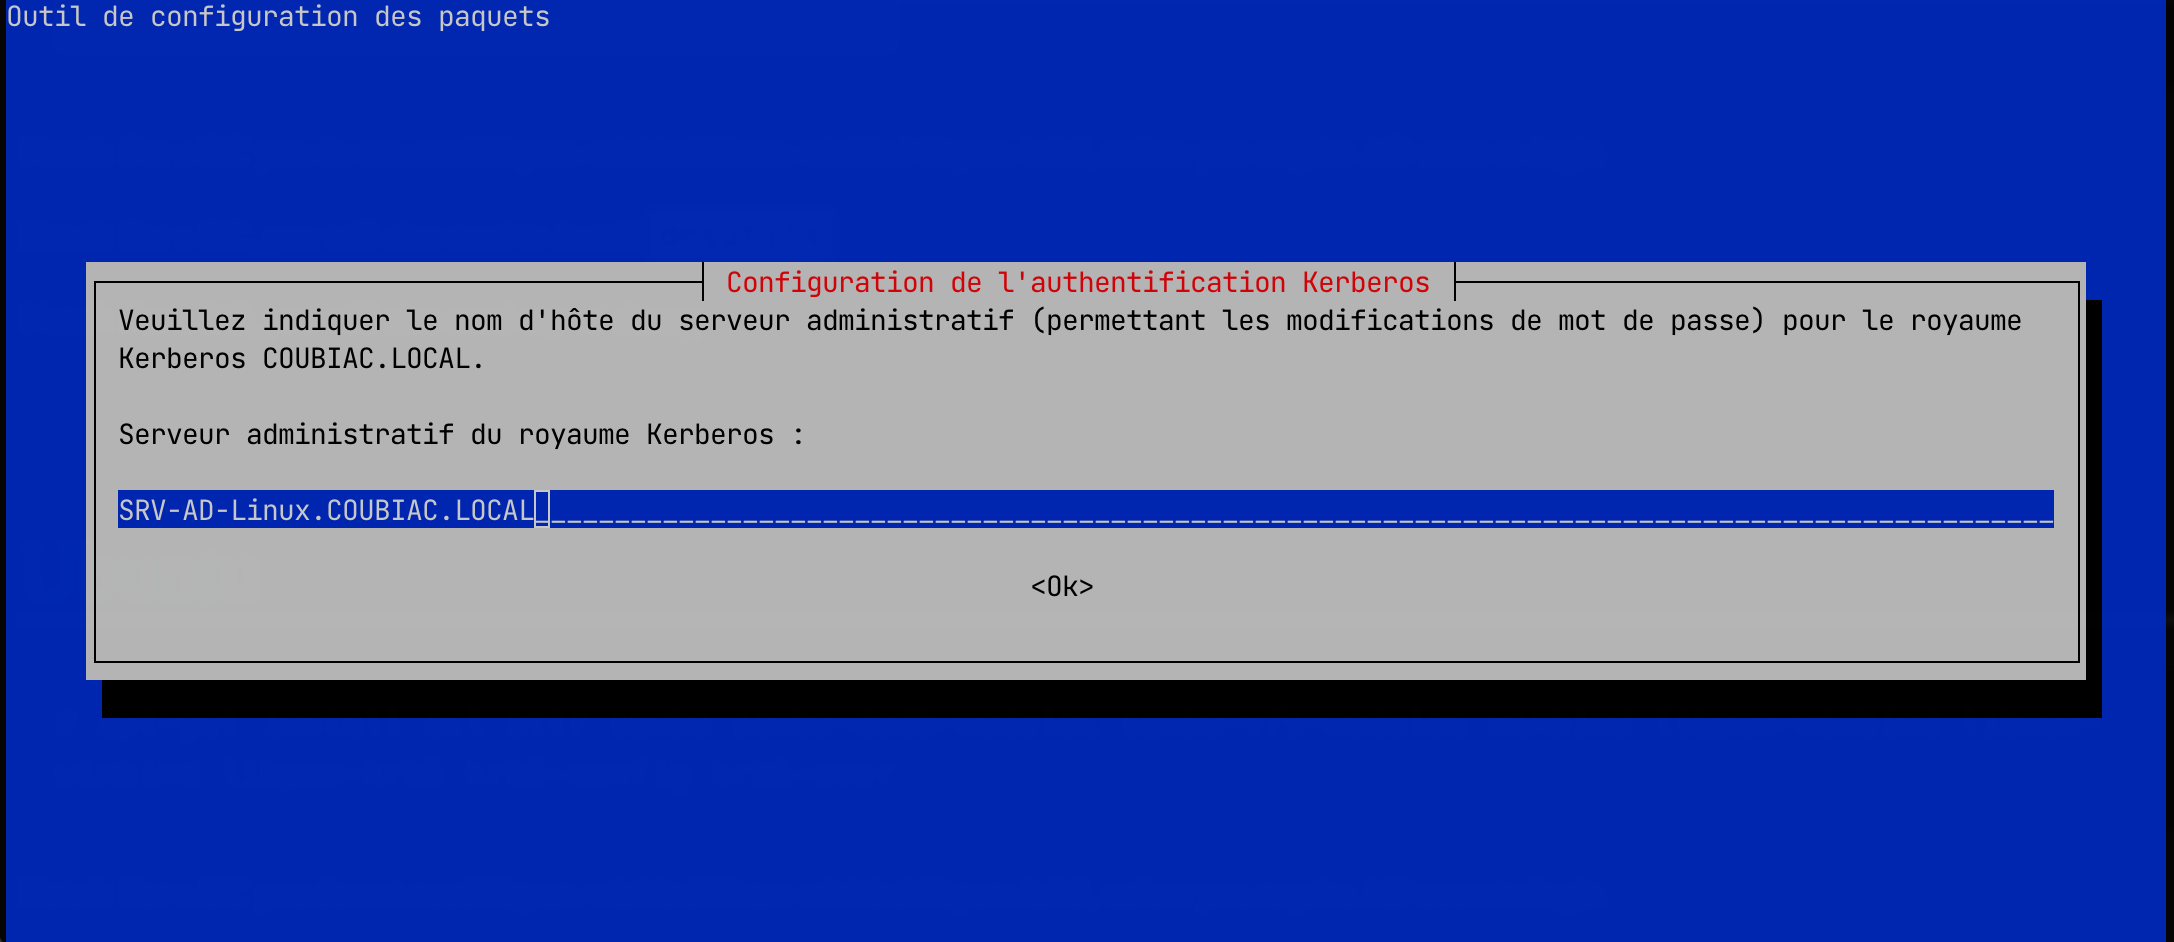 Outil de configuration des paquets
Configuration de l'authentification Kerberos
Veuillez indiquer le nom d'hôte du serveur administratif (permettant les modifications de mot de passe) pour le royaume
Kerberos COUBIAC.LOCAL.
Serveur administratif du royaume Kerberos :
SRV-AD-Linux.COUBIAC.LOCAL
<Ok>